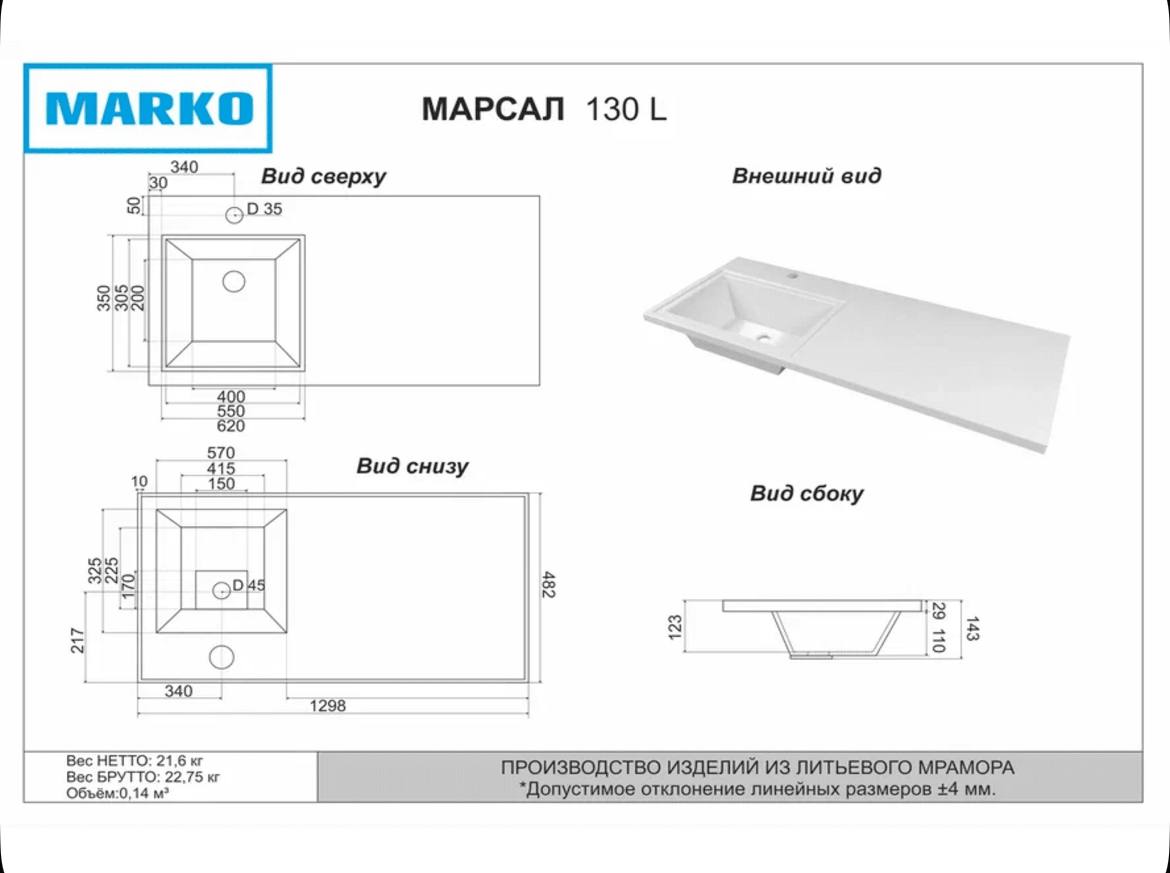 MARKO
МАРСАЛ 130 L
Вид сверху
Внешний вид
340
30
50
D 35
350
305
200
400
550
620
Вид снизу
Вид сбоку
570
415
150
10
325
225
170
D 45
217
482
340
1298
123
29
110
143
Вес НЕТТО: 21,6 кг
Вес БРУТТО: 22,75 кг
Объём:0,14 м³
ПРОИЗВОДСТВО ИЗДЕЛИЙ ИЗ ЛИТЬЕВОГО МРАМОРА
*Допустимое отклонение линейных размеров ±4 мм.